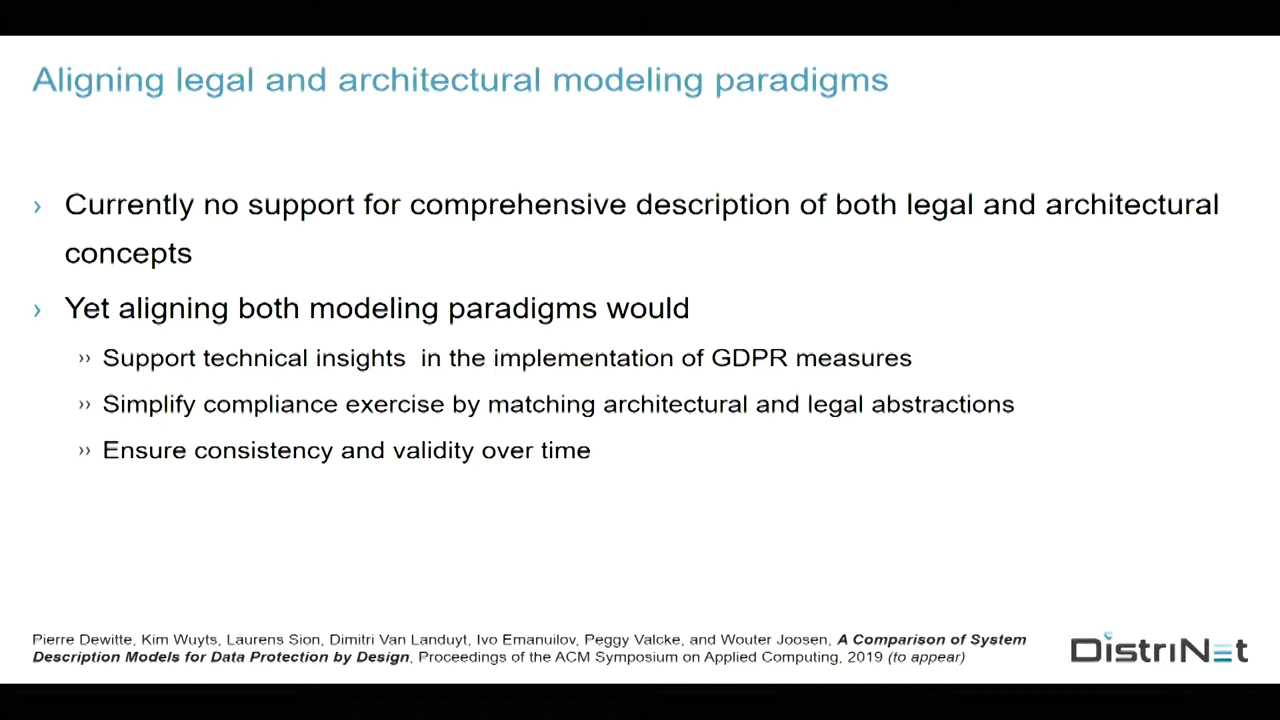 Aligning legal and architectural modeling paradigms
› Currently no support for comprehensive description of both legal and architectural
concepts
› Yet aligning both modeling paradigms would
›› Support technical insights in the implementation of GDPR measures
›› Simplify compliance exercise by matching architectural and legal abstractions
›› Ensure consistency and validity over time
Pierre Dewitte, Kim Wuyts, Laurens Sion, Dimitri Van Landuyt, Ivo Emanuilov, Peggy Valcke, and Wouter Joosen, A Comparison of System
Description Models for Data Protection by Design, Proceedings of the ACM Symposium on Applied Computing, 2019 (to appear)
DistriNet